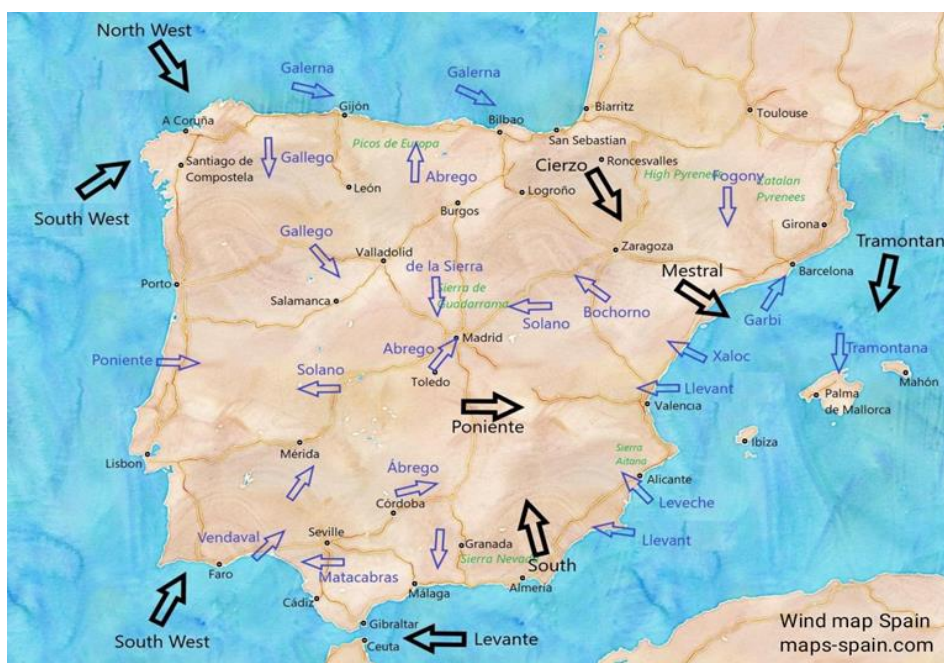 North West
Galerna
Galerna
Gijón
Biarritz
Toulouse
A Coruña
Bilbao
San Sebastian
Picos de Europa
Santiago de
Compostela
Gallego
Abrego
Cierzo
Roncesvalles
High Pyrenees
Fogony
Catalan
Pyrenees
León
Logroño
South West
Burgos
Girona
Gallego
Valladolid
Zaragoza
Tramontana
de la Sierra
Mestral
Barcelona
Porto
Salamanca
Sierra de
Guadarrama
Solano
Bochorno
Garbi
Madrid
Abrego
Xaloc
Tramontana
Poniente
Solano
Toledo
Llevant
Mahón
Palma
de Mallorca
Valencia
Poniente
Ibiza
Lisbon
Mérida
Sierra
Aitana
Ábrego
Alicante
Córdoba
Leveche
Vendaval
Seville
Granada
Llevant
Sierra Nevada
South
Faro
Matacabras
Málaga
Almería
Cádiz
Gibraltar
South West
Ceuta
Levante
Wind map Spain
maps-spain.com